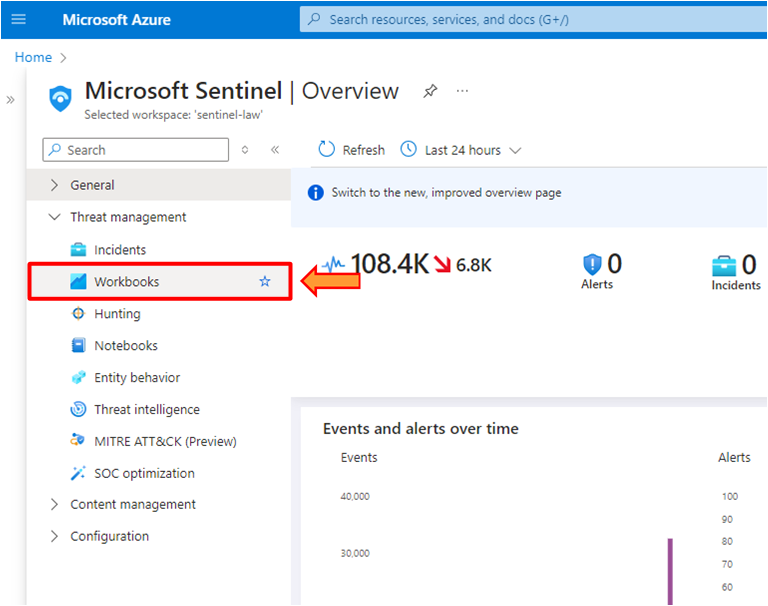 Microsoft Azure
Search resources, services, and docs (G+/)
Home
Microsoft Sentinel | Overview
Selected workspace: 'sentinel-law'
Search
Refresh
Last 24 hours
General
Threat management
Incidents
Workbooks
Hunting
Notebooks
Entity behavior
Threat intelligence
MITRE ATT&CK (Preview)
SOC optimization
Content management
Configuration
Switch to the new, improved overview page
108.4K
6.8K
0
Alerts
0
Incidents
Events and alerts over time
Events
Alerts
40,000
30,000
100
90
80
70
60